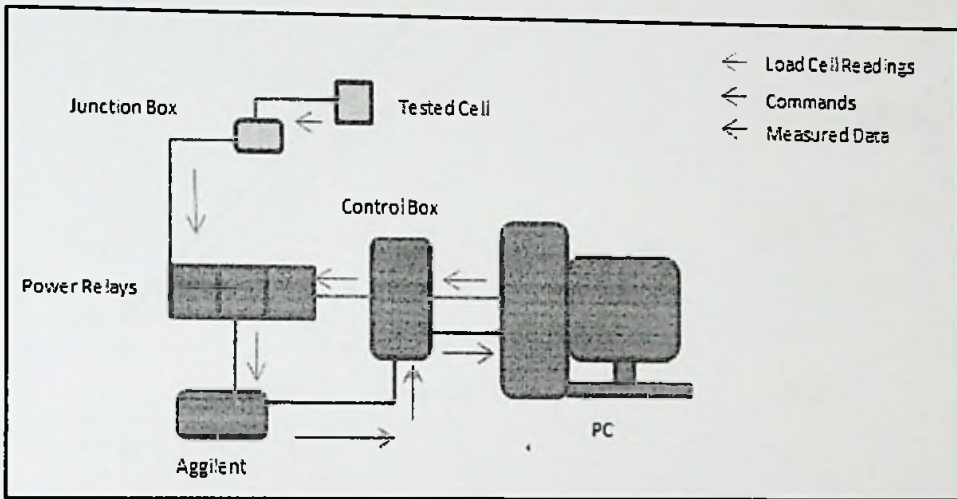 Load Cell Readings
Junction Box
Tested Cell
Commands
Measured Data
Control Box
Power Relays
PC
Aggilent